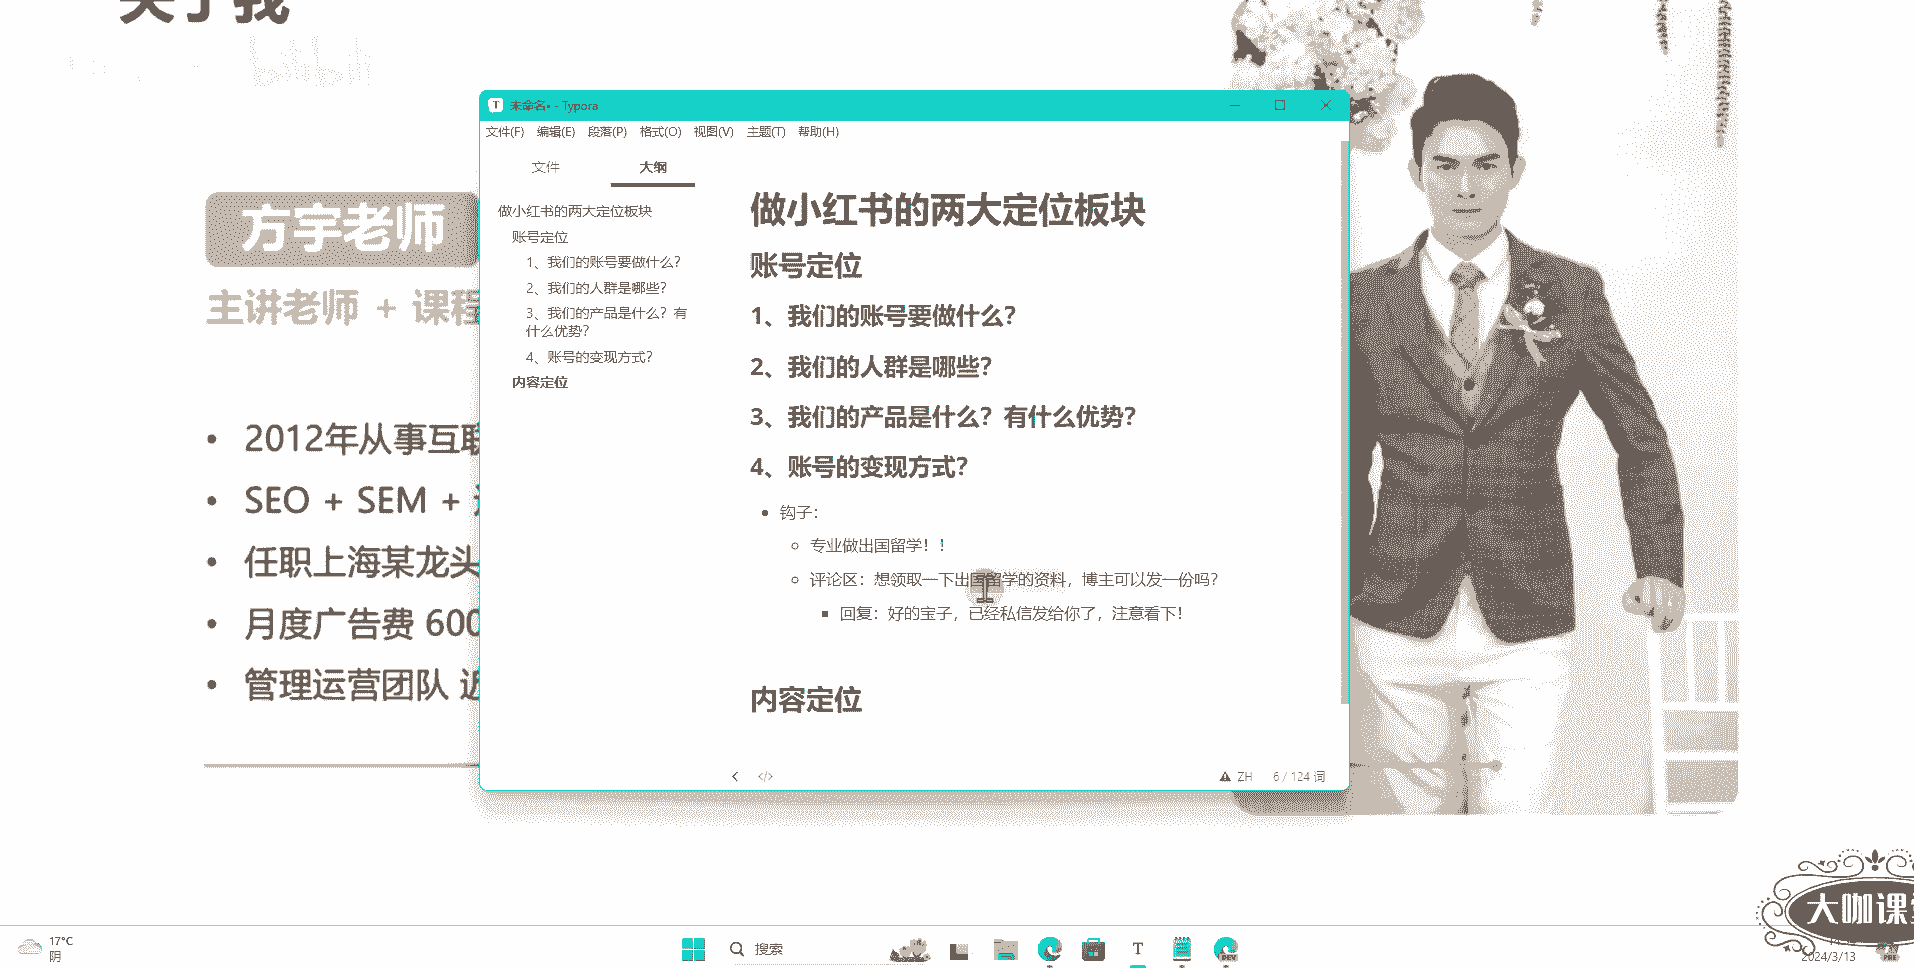 关于我
bilibili
未命名• - Typora
文件(F) 编辑(E) 段落(P) 格式(O) 视图(V) 主题(T) 帮助(H)
文件 大纲
做小红书的两大定位板块
账号定位
1、我们的账号要做什么？
2、我们的人群是哪些？
3、我们的产品是什么？有
什么优势？
4、账号的变现方式？
内容定位
做小红书的两大定位板块
账号定位
1、我们的账号要做什么？
2、我们的人群是哪些？
3、我们的产品是什么？有什么优势？
4、账号的变现方式？
钩子：
专业做出国留学！！
评论区：想领取一下出国留学的资料，博主可以发一份吗？
回复：好的宝子，已经私信发给你了，注意看下！
内容定位
ZH 6 / 124 词
方宇老师
主讲老师 + 课程
• 2012年从事互联
• SEO + SEM +
• 任职上海某龙头
• 月度广告费 600
• 管理运营团队 近
大咖课堂
17°C
阴
搜索
T
DEV
2024/3/13
PRE